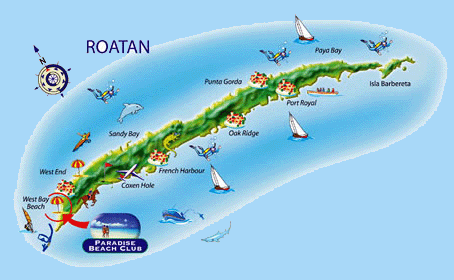 ROATAN
Paya Bay
Punta Gorda
Isla Barbereta
Port Royal
Sandy Bay
Oak Ridge
West End
French Harbour
Coxen Hole
West Bay
Beach
PARADISE
BEACH CLUB